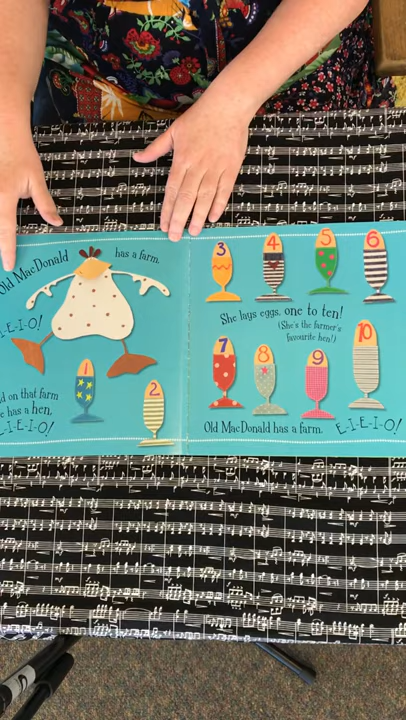 Old MacDonald has a farm.
E-I-E-I-O!
on that farm
has a hen,
E-I-E-I-O!
1
2
3
4
5
6
She lays eggs, one to ten!
(She's the farmer's
favourite hen!)
7
8
9
10
Old MacDonald has a farm. E-I-E-I-O!